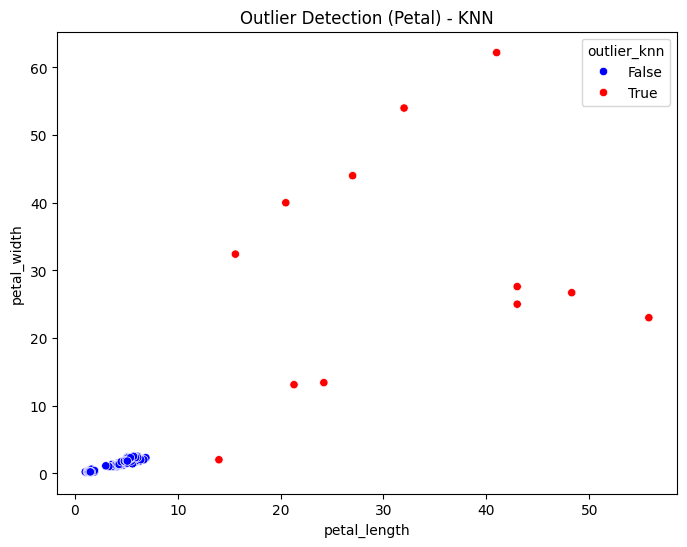 Outlier Detection (Petal) - KNN
outlier_knn
False
True
60
50
40
30
20
10
0
petal_width
0 10 20 30 40 50
petal_length